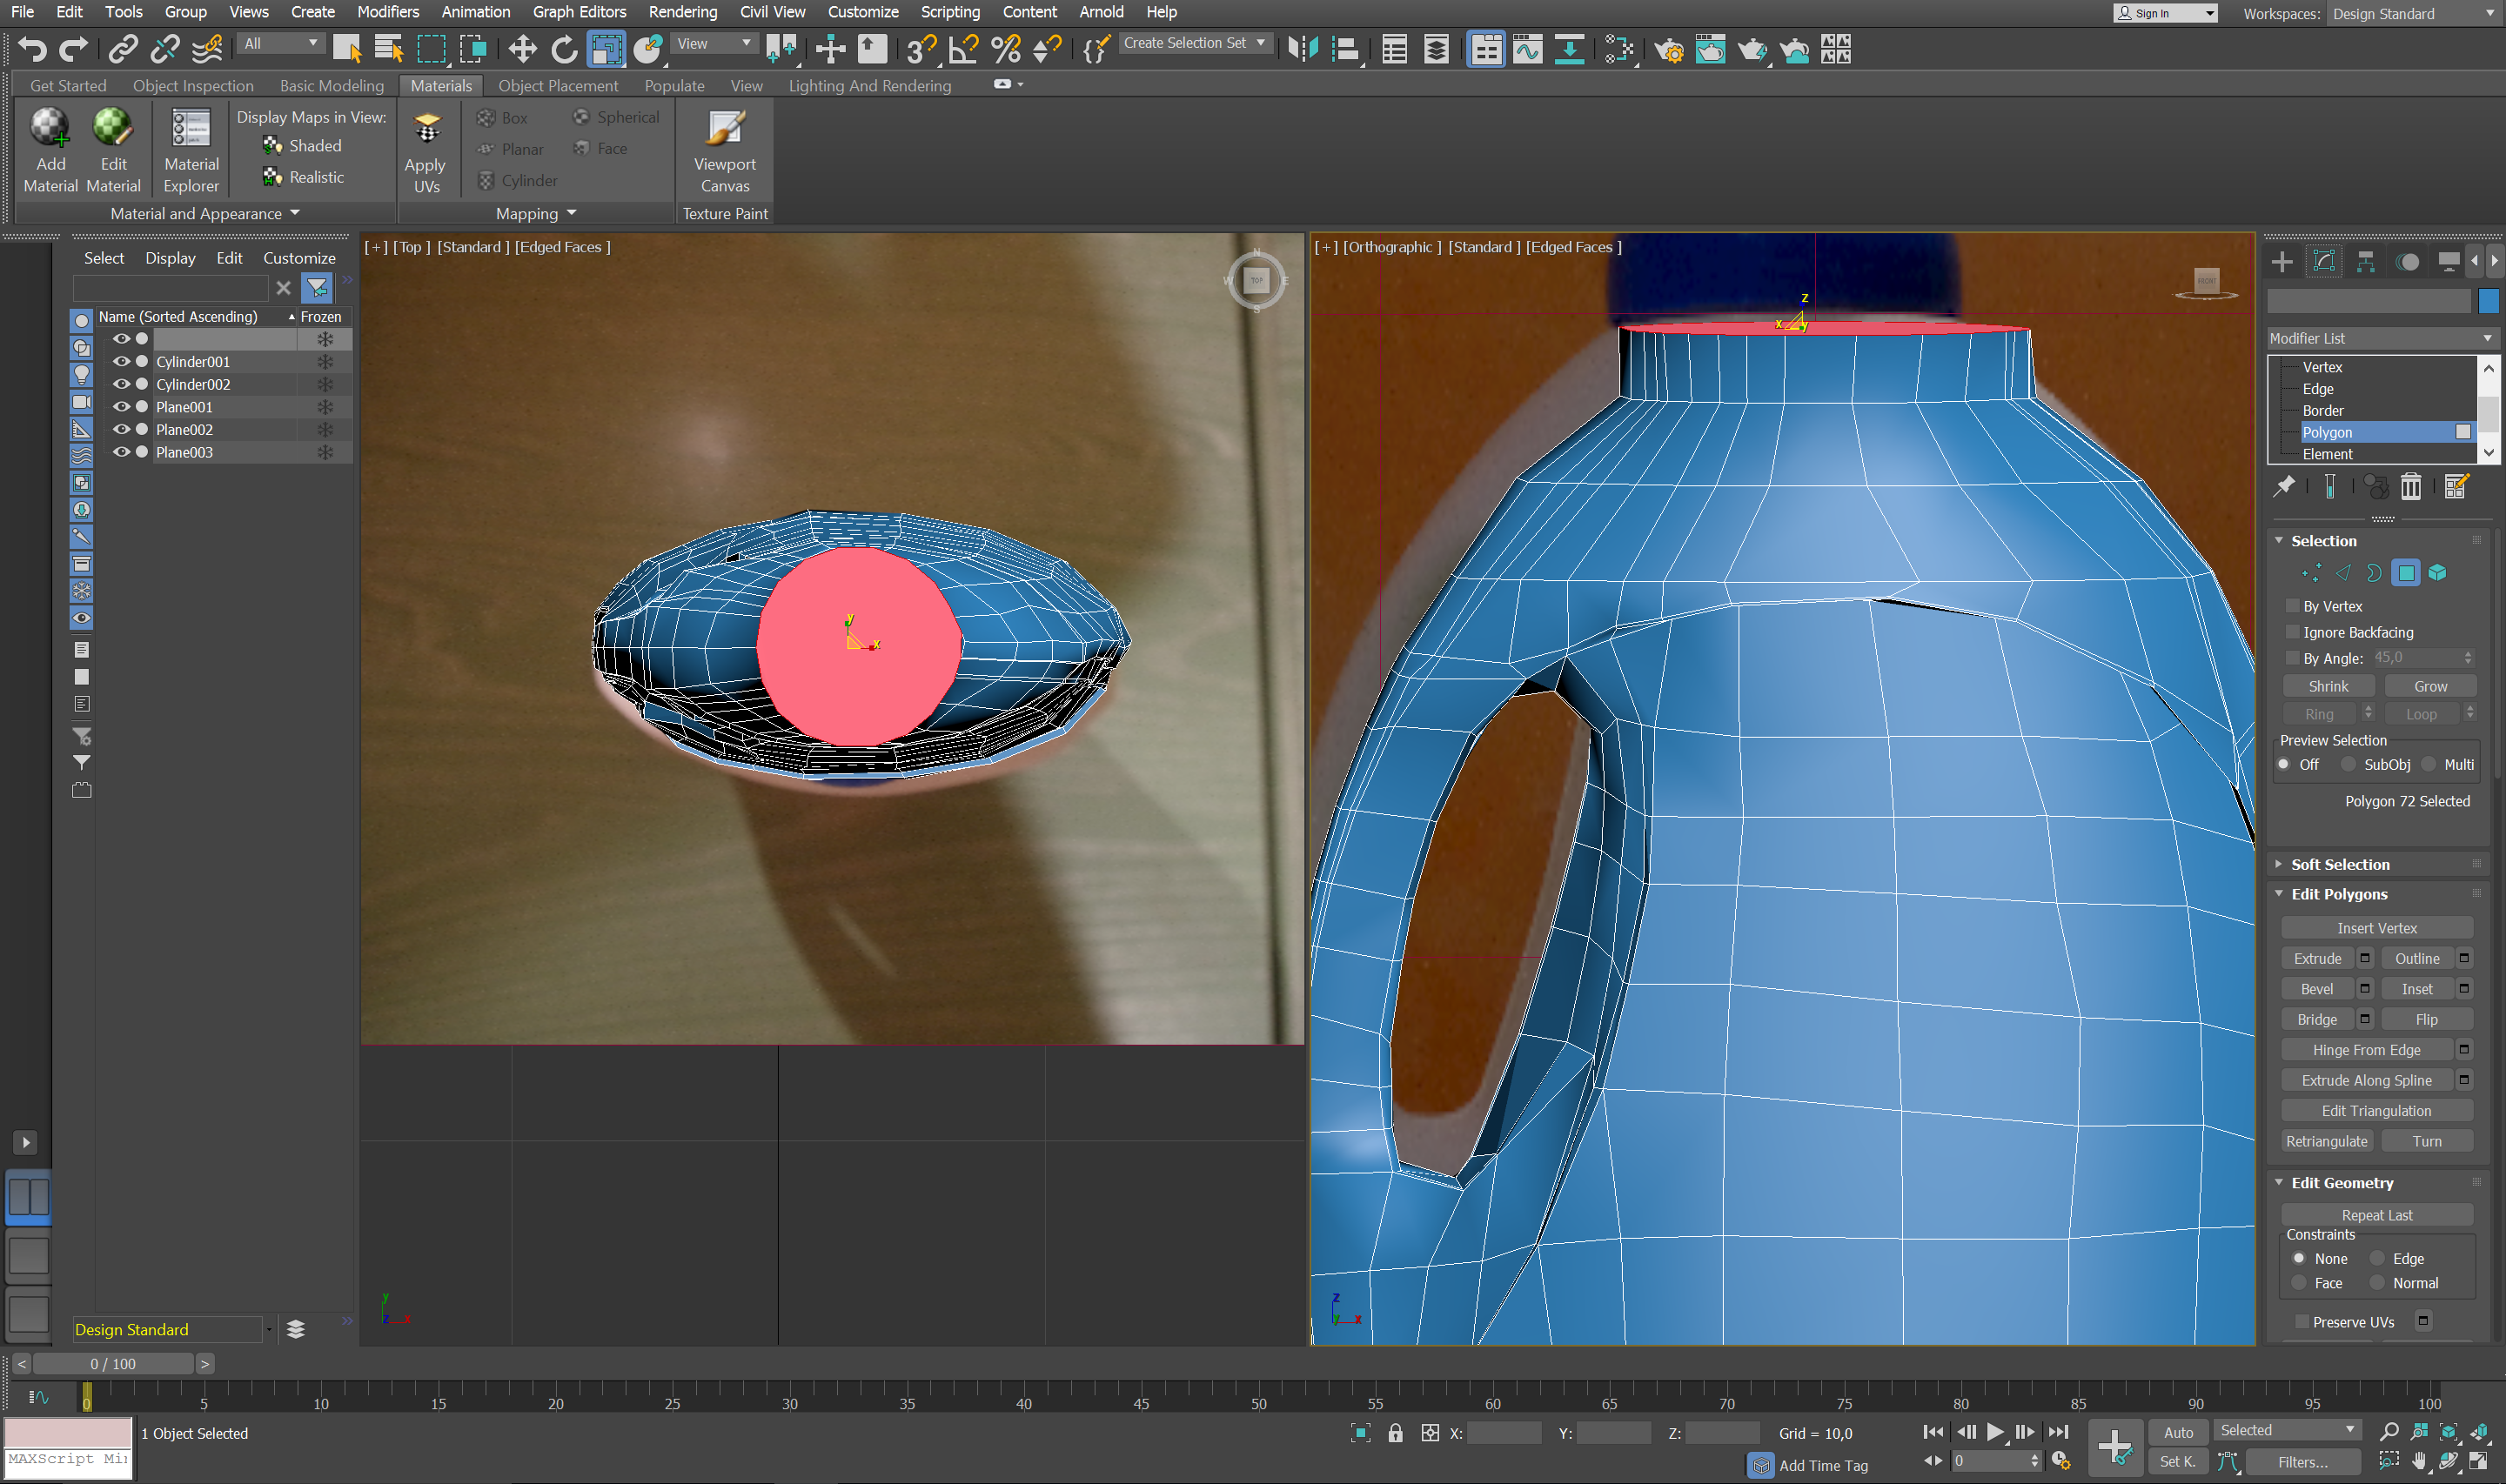 File Edit Tools Group Views Create Modifiers Animation Graph Editors Rendering Civil View Customize Scripting Content Arnold Help
Sign In Workspaces: Design Standard
All View Create Selection Set
Get Started Object Inspection Basic Modeling Materials Object Placement Populate View Lighting And Rendering
Add Material
Edit Material
Material Explorer
Display Maps in View:
Shaded
Realistic
Apply UVs
Box Spherical
Planar Face
Cylinder
Viewport Canvas
Material and Appearance Mapping Texture Paint
Select Display Edit Customize
Name (Sorted Ascending) Frozen
Cylinder001
Cylinder002
Plane001
Plane002
Plane003
Design Standard
[+] [Top ] [Standard ] [Edged Faces ]
N
W TOP E
S
y
x
y
z x
[+] [Orthographic ] [Standard ] [Edged Faces ]
FRONT
z
x y
z
y x
Modifier List
Vertex
Edge
Border
Polygon
Element
Selection
By Vertex
Ignore Backfacing
By Angle: 45,0
Shrink Grow
Ring Loop
Preview Selection
Off SubObj Multi
Polygon 72 Selected
Soft Selection
Edit Polygons
Insert Vertex
Extrude Outline
Bevel Inset
Bridge Flip
Hinge From Edge
Extrude Along Spline
Edit Triangulation
Retriangulate Turn
Edit Geometry
Repeat Last
Constraints
None Edge
Face Normal
Preserve UVs
< 0 / 100 >
0 5 10 15 20 25 30 35 40 45 50 55 60 65 70 75 80 85 90 95 100
1 Object Selected
MAXScript Mi
X: Y: Z: Grid = 10,0
Add Time Tag
0
Auto Selected
Set K. Filters...